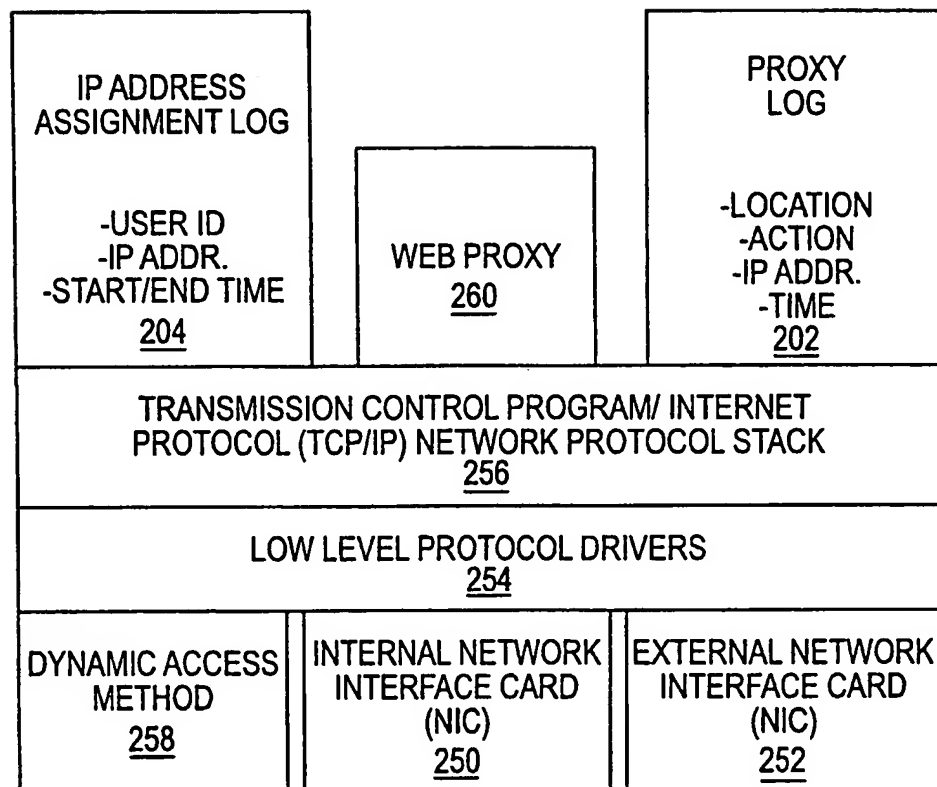 IP ADDRESS
ASSIGNMENT LOG
-USER ID
-IP ADDR.
-START/END TIME
204
WEB PROXY
260
PROXY
LOG
-LOCATION
-ACTION
-IP ADDR.
-TIME
202
TRANSMISSION CONTROL PROGRAM/ INTERNET
PROTOCOL (TCP/IP) NETWORK PROTOCOL STACK
256
LOW LEVEL PROTOCOL DRIVERS
254
DYNAMIC ACCESS
METHOD
258
INTERNAL NETWORK
INTERFACE CARD
(NIC)
250
EXTERNAL NETWORK
INTERFACE CARD
(NIC)
252